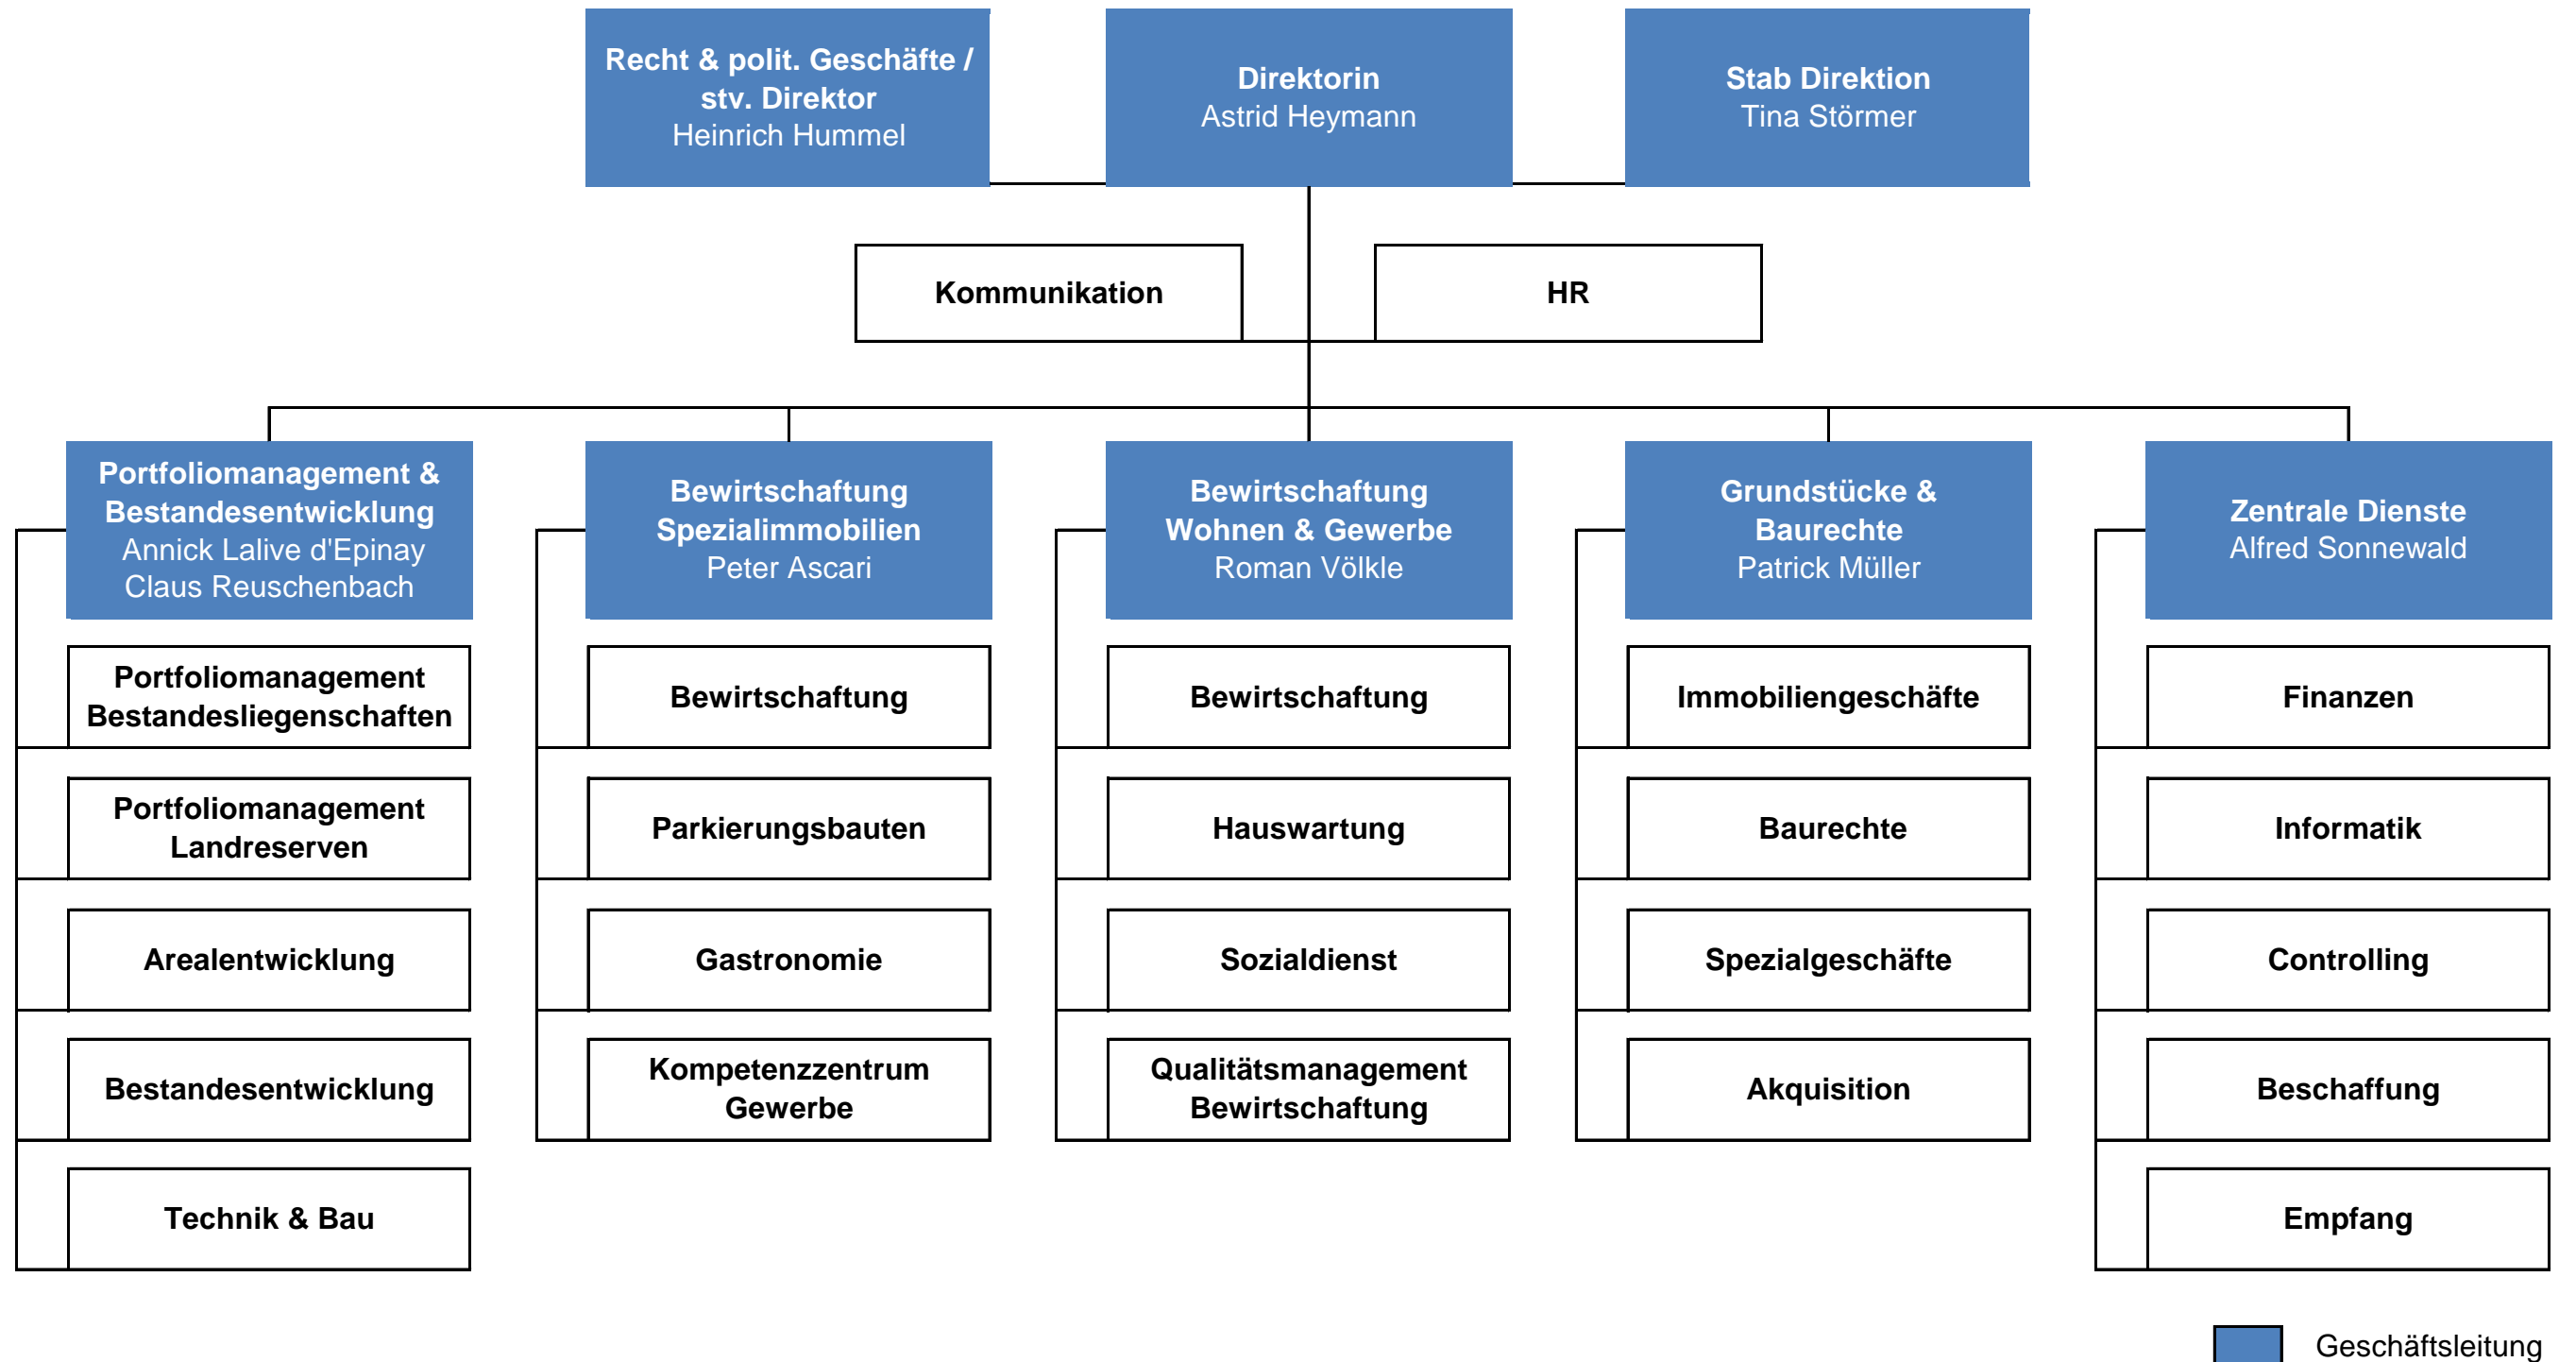 Recht & polit. Geschäfte /
stv. Direktor
Heinrich Hummel
Direktorin
Astrid Heymann
Stab Direktion
Tina Störmer
Kommunikation
HR
Portfoliomanagement &
Bestandesentwicklung
Annick Lalive d'Epinay
Claus Reuschenbach
Bewirtschaftung
Spezialimmobilien
Peter Ascari
Bewirtschaftung
Wohnen & Gewerbe
Roman Völkle
Grundstücke &
Baurechte
Patrick Müller
Zentrale Dienste
Alfred Sonnewald
Portfoliomanagement
Bestandesliegenschaften
Bewirtschaftung
Bewirtschaftung
Immobiliengeschäfte
Finanzen
Portfoliomanagement
Landreserven
Parkierungsbauten
Hauswartung
Baurechte
Informatik
Arealentwicklung
Gastronomie
Sozialdienst
Spezialgeschäfte
Controlling
Bestandesentwicklung
Kompetenzzentrum
Gewerbe
Qualitätsmanagement
Bewirtschaftung
Akquisition
Beschaffung
Technik & Bau
Empfang
Geschäftsleitung